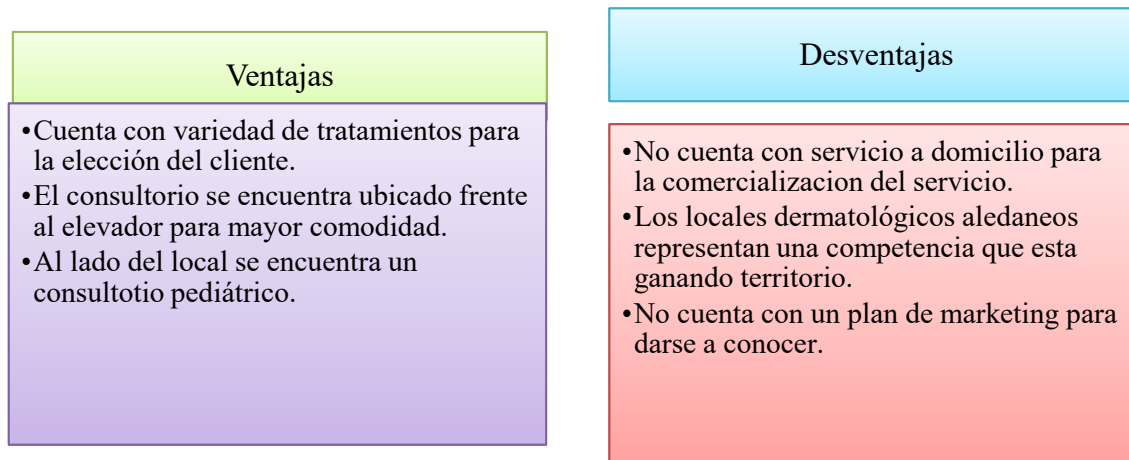 Ventajas
•Cuenta con variedad de tratamientos para
la elección del cliente.
•El consultorio se encuentra ubicado frente
al elevador para mayor comodidad.
•Al lado del local se encuentra un
consultotio pediátrico.
Desventajas
•No cuenta con servicio a domicilio para
la comercializacion del servicio.
•Los locales dermatológicos aledaneos
representan una competencia que esta
ganando territorio.
•No cuenta con un plan de marketing para
darse a conocer.